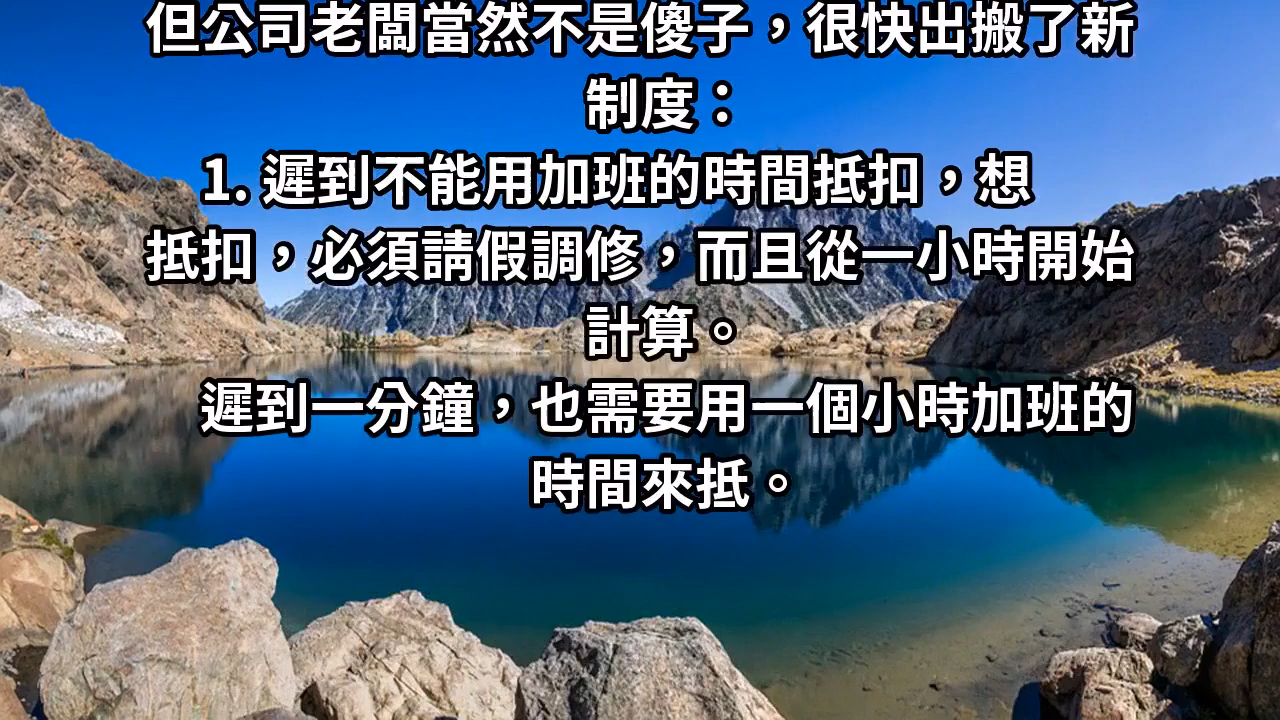 但公司老闆當然不是傻子，很快出搬了新
制度：
1. 遲到不能用加班的時間抵扣，想
抵扣，必須請假調修，而且從一小時開始
計算。
遲到一分鐘，也需要用一個小時加班的
時間來抵。